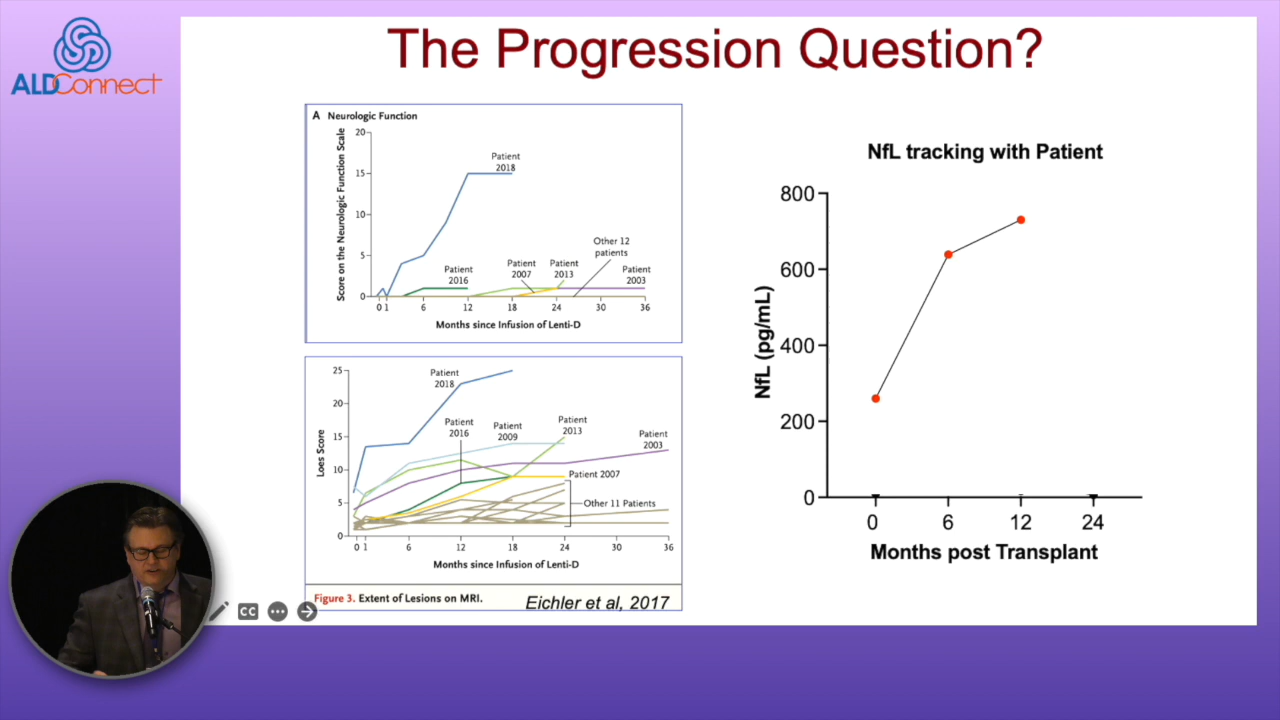 ALDConnect
The Progression Question?
A Neurologic Function
Score on the Neurologic Function Scale
20
15
10
5
0
Patient
2018
Patient
2016
Patient
2007
Patient
2013
Other 12
patients
Patient
2003
0 1 6 12 18 24 30 36
Months since Infusion of Lenti-D
Loes Score
25
20
15
10
5
0
Patient
2018
Patient
2016
Patient
2009
Patient
2013
Patient
2003
Patient 2007
Other 11 Patients
0 1 6 12 18 24 30 36
Months since Infusion of Lenti-D
Figure 3. Extent of Lesions on MRI.
Eichler et al, 2017
NfL tracking with Patient
NfL (pg/mL)
800
600
400
200
0
0 6 12 24
Months post Transplant
CC